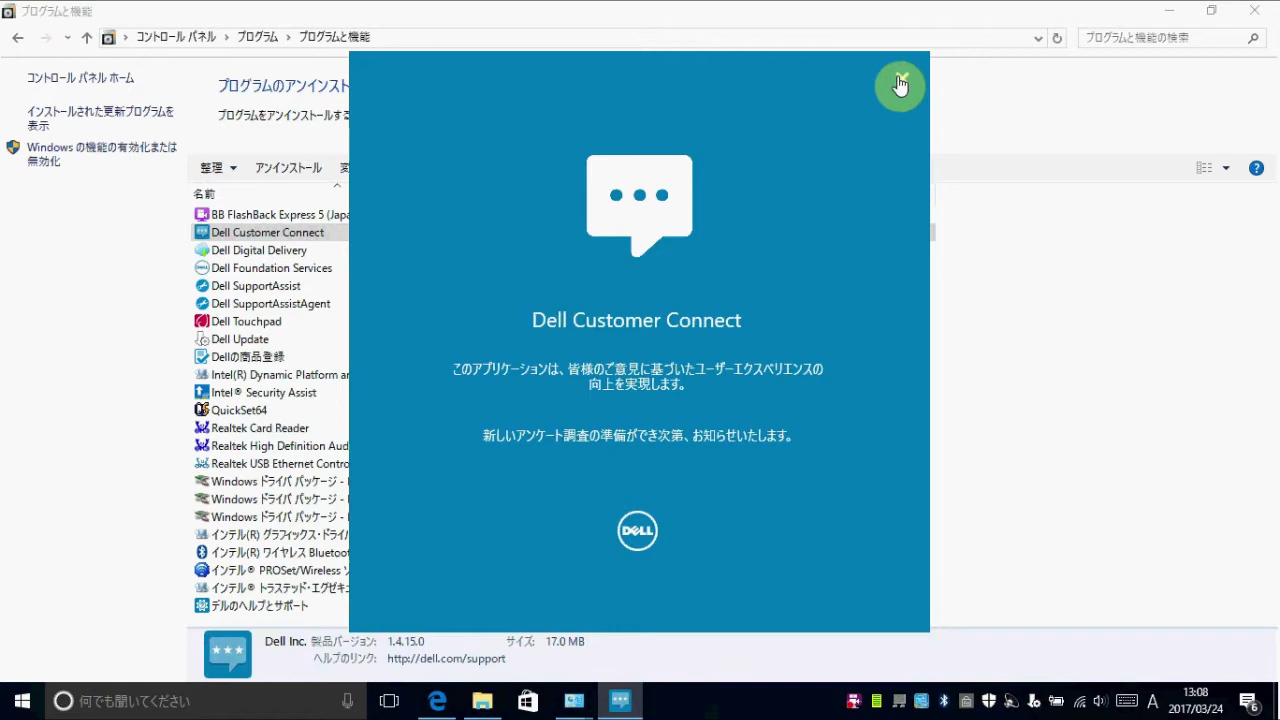 プログラムと機能
コントロール パネル > プログラム > プログラムと機能
プログラムと機能の検索
コントロール パネル ホーム
インストールされた更新プログラムを
表示
Windows の機能の有効化または
無効化
プログラムのアンインスト
プログラムをアンインストールする
整理 アンインストール 変
名前
BB FlashBack Express 5 (Japa
Dell Customer Connect
Dell Digital Delivery
Dell Foundation Services
Dell SupportAssist
Dell SupportAssistAgent
Dell Touchpad
Dell Update
Dellの商品登録
Intel(R) Dynamic Platform an
Intel® Security Assist
QuickSet64
Realtek Card Reader
Realtek High Definition Aud
Realtek USB Ethernet Contro
Windows ドライバ パッケージ -
Windows ドライバ パッケージ -
Windows ドライバ パッケージ -
インテル(R) グラフィックス・ドライ
インテル(R) ワイヤレス Bluetoot
インテル® PROSet/Wireless
インテル® トラステッド・エグゼキ
デルのヘルプとサポート
Dell Customer Connect
このアプリケーションは、皆様のご意見に基づいたユーザーエクスペリエンスの
向上を実現します。
新しいアンケート調査の準備ができ次第、お知らせいたします。
DELL
Dell Inc. 製品バージョン: 1.4.15.0 サイズ: 17.0 MB
ヘルプのリンク: http://dell.com/support
何でも聞いてください
A
13:08
2017/03/24
6